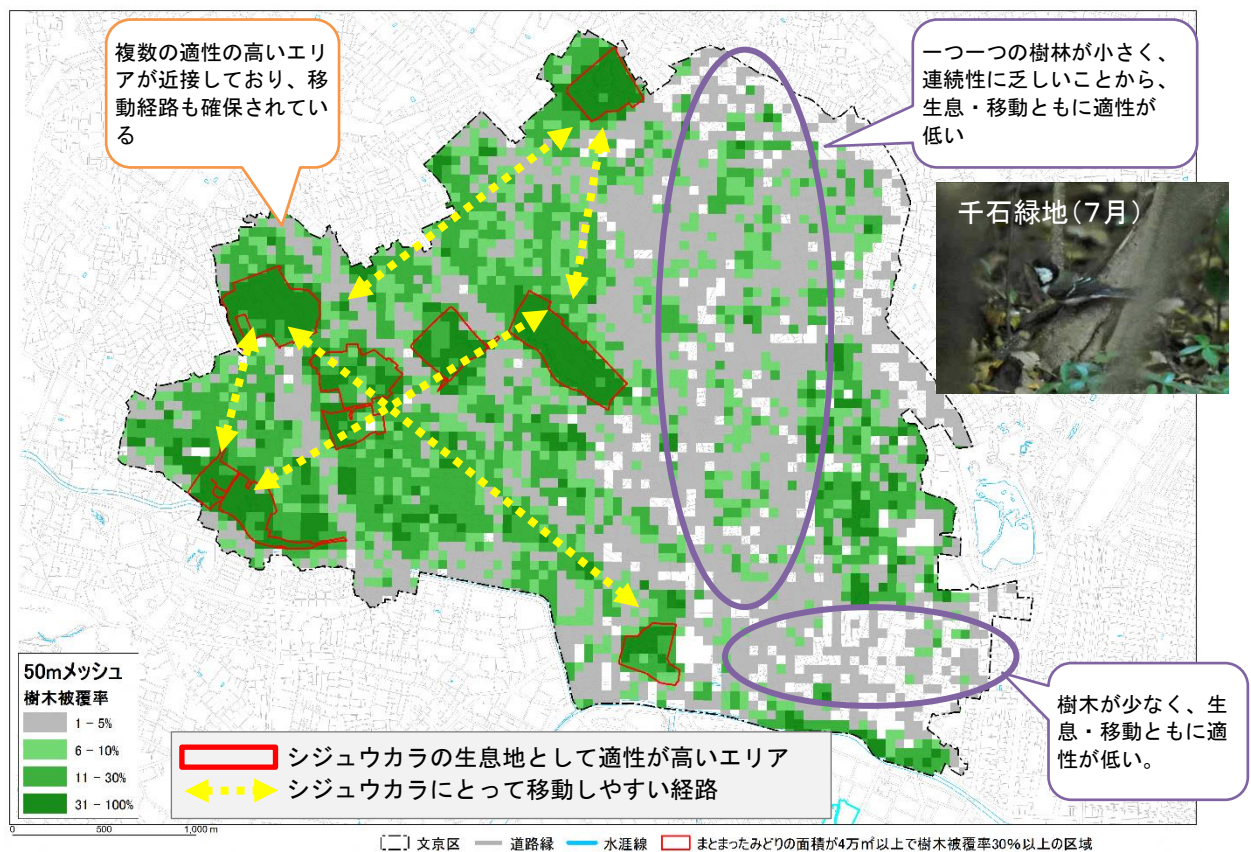 複数の適性の高いエリ
アが近接しており、移
動経路も確保されてい
る
一つ一つの樹林が小さく、
連続性に乏しいことから、
生息・移動ともに適性が
低い
千石緑地(7月)
樹木が少なく、生
息・移動ともに適
性が低い。
50mメッシュ
樹木被覆率
1 - 5%
6 - 10%
11 - 30%
31 - 100%
シジュウカラの生息地として適性が高いエリア
シジュウカラにとって移動しやすい経路
0 500 1,000 m
文京区 道路縁 水涯線 まとまったみどりの面積が4万㎡以上で樹木被覆率30%以上の区域